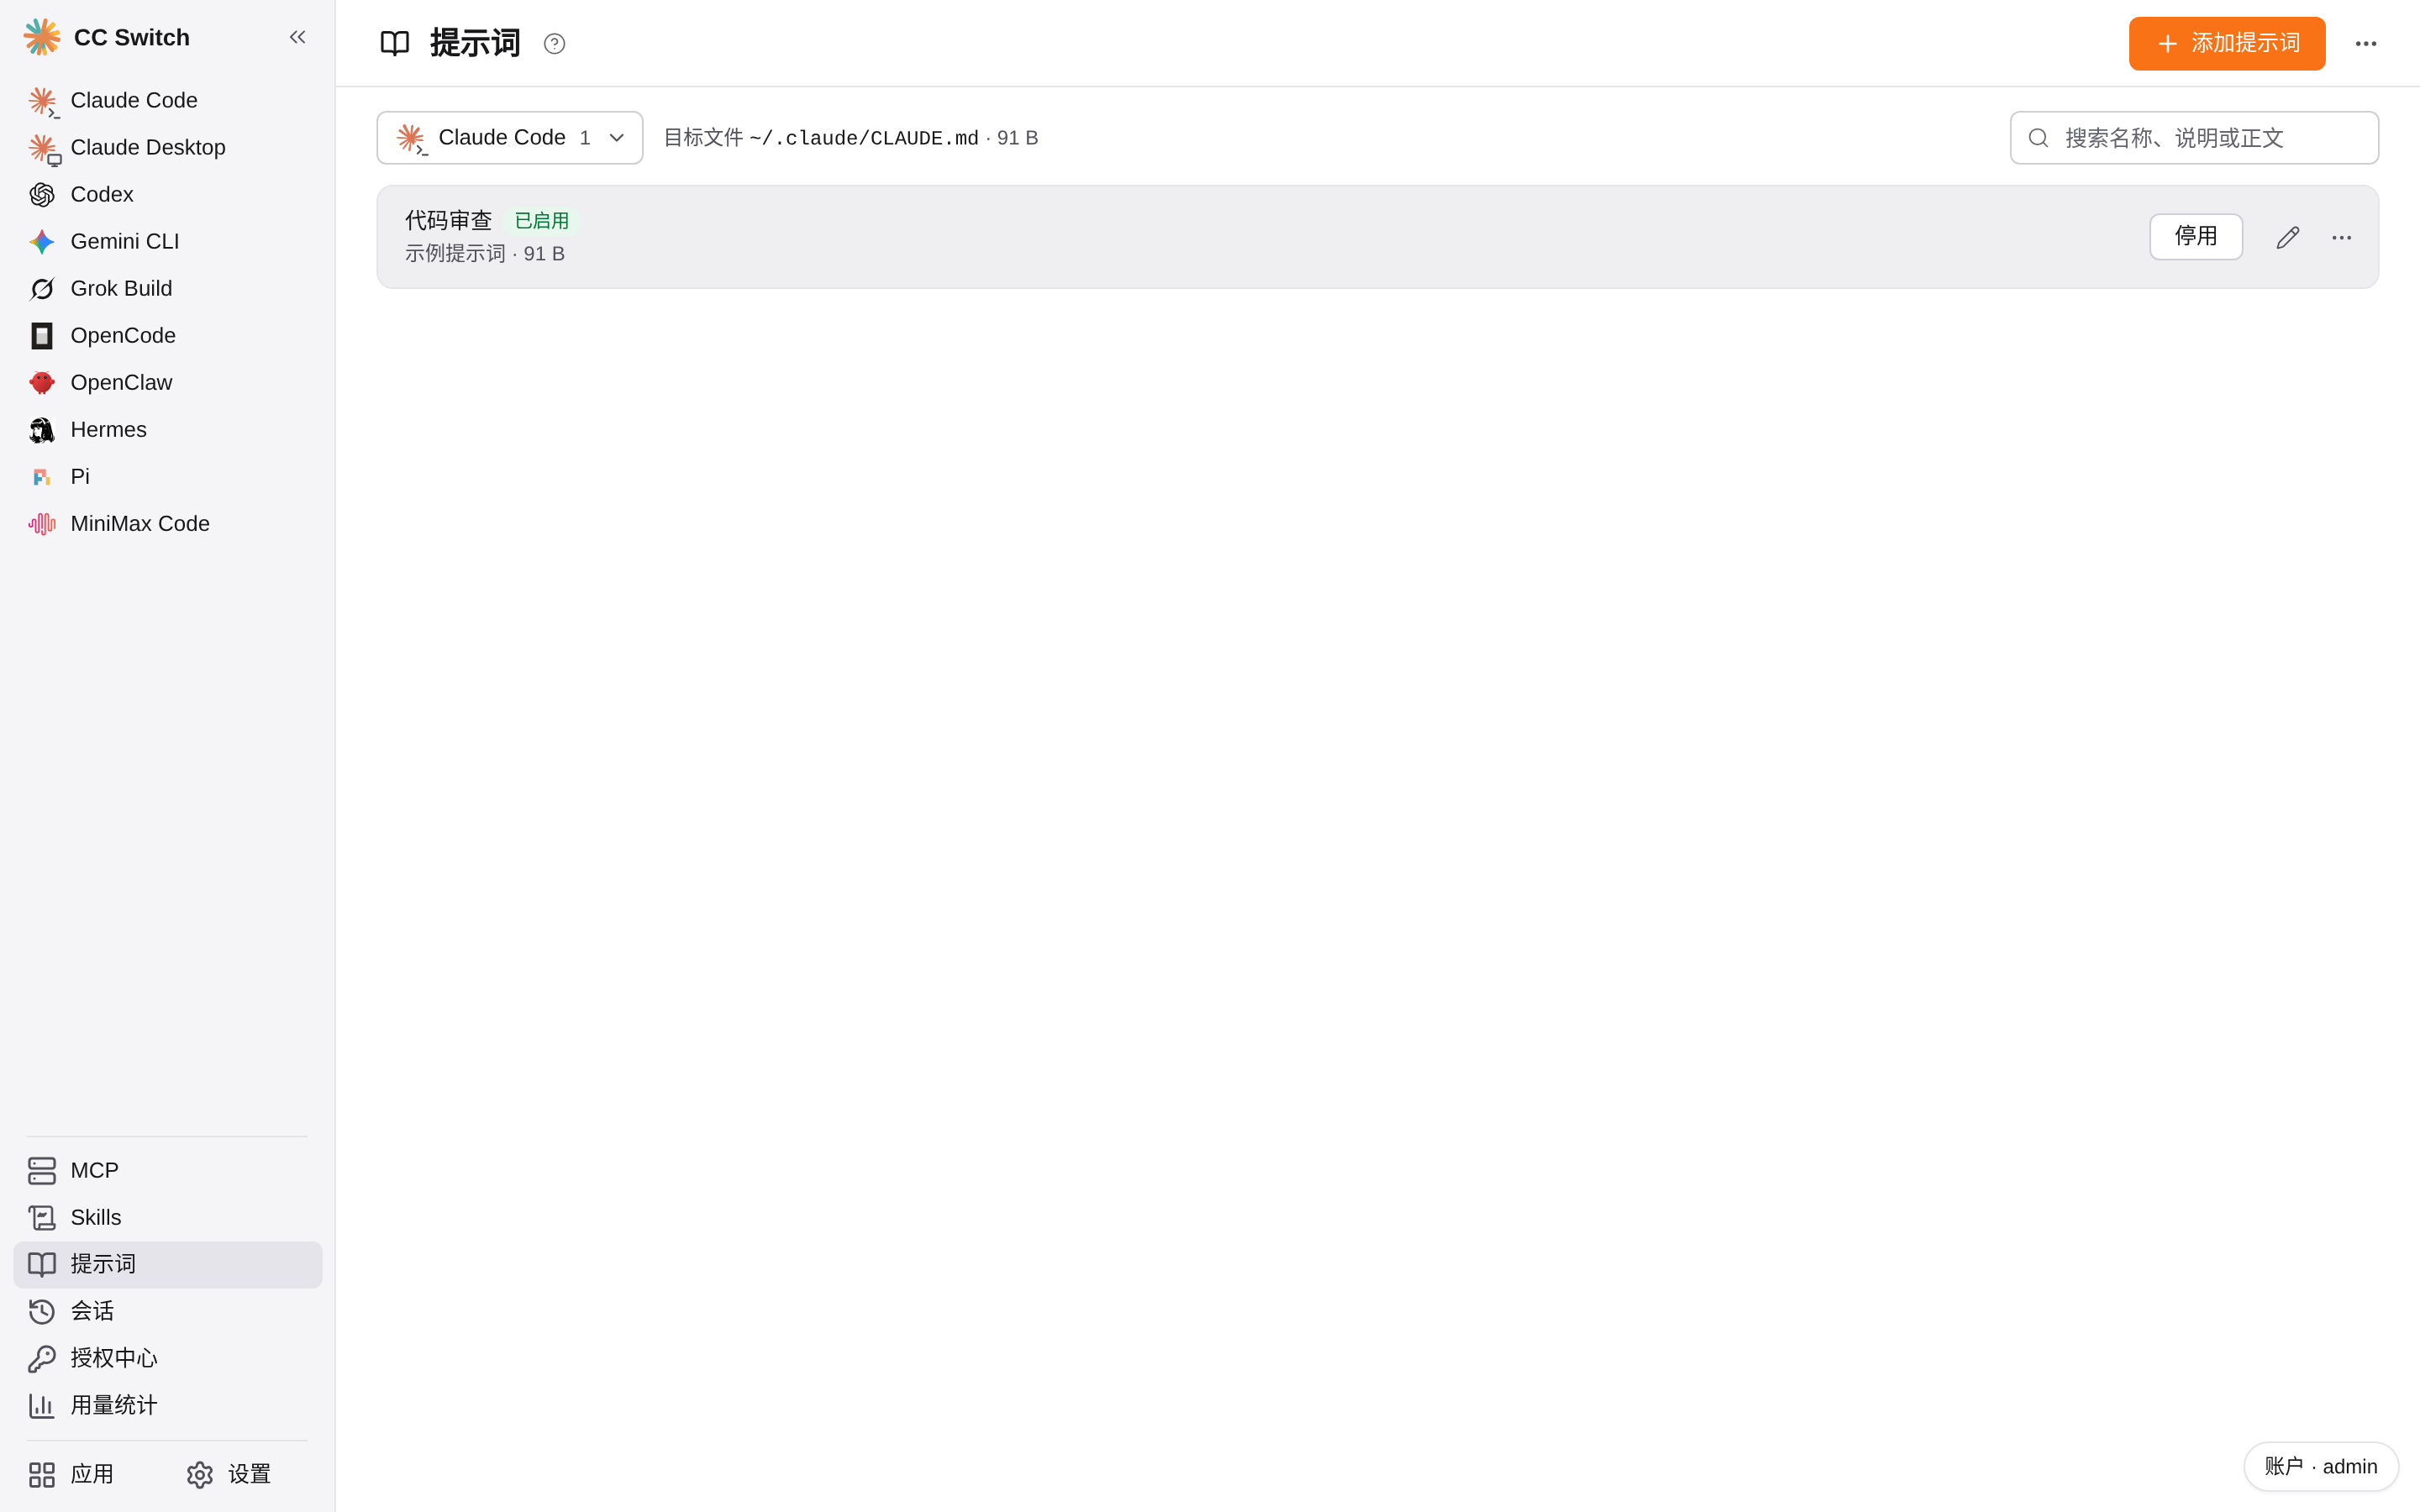 CC Switch
Claude Code
Claude Desktop
Codex
Gemini CLI
Grok Build
OpenCode
OpenClaw
Hermes
Pi
MiniMax Code
MCP
Skills
提示词
会话
授权中心
用量统计
应用 设置
提示词
添加提示词
Claude Code 1
目标文件 ~/.claude/CLAUDE.md · 91 B
搜索名称、说明或正文
代码审查 已启用
示例提示词 · 91 B
停用
账户 · admin